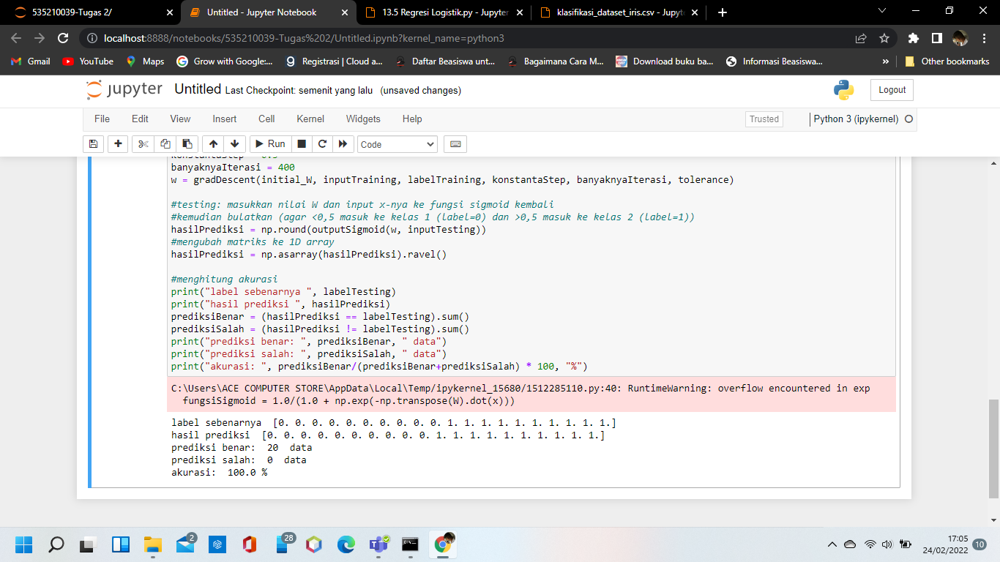 535210039-Tugas 2/
Untitled - Jupyter Notebook
13.5 Regresi Logistik.py - Jupyter
klasifikasi_dataset_iris.csv - Jupyt
localhost:8888/notebooks/535210039-Tugas%202/Untitled.ipynb?kernel_name=python3
Gmail YouTube Maps Grow with Google:... Registrasi | Cloud a... Daftar Beasiswa unt... Bagaimana Cara M... Download buku ba... Informasi Beasiswa... » Other bookmarks
jupyter Untitled Last Checkpoint: semenit yang lalu (unsaved changes) Logout
File Edit View Insert Cell Kernel Widgets Help Trusted Python 3 (ipykernel)
Run Code
banyaknyaIterasi = 400
w = gradDescent(initial_W, inputTraining, labelTraining, konstantaStep, banyaknyaIterasi, tolerance)
#testing: masukkan nilai W dan input x-nya ke fungsi sigmoid kembali
#kemudian bulatkan (agar <0,5 masuk ke kelas 1 (label=0) dan >0,5 masuk ke kelas 2 (label=1))
hasilPrediksi = np.round(outputSigmoid(w, inputTesting))
#mengubah matriks ke 1D array
hasilPrediksi = np.asarray(hasilPrediksi).ravel()
#menghitung akurasi
print("label sebenarnya ", labelTesting)
print("hasil prediksi ", hasilPrediksi)
prediksiBenar = (hasilPrediksi == labelTesting).sum()
prediksiSalah = (hasilPrediksi != labelTesting).sum()
print("prediksi benar: ", prediksiBenar, " data")
print("prediksi salah: ", prediksiSalah, " data")
print("akurasi: ", prediksiBenar/(prediksiBenar+prediksiSalah) * 100, "%")
C:\Users\ACE COMPUTER STORE\AppData\Local\Temp/ipykernel_15680/1512285110.py:40: RuntimeWarning: overflow encountered in exp
fungsiSigmoid = 1.0/(1.0 + np.exp(-np.transpose(W).dot(x)))
label sebenarnya [0. 0. 0. 0. 0. 0. 0. 0. 0. 0. 1. 1. 1. 1. 1. 1. 1. 1. 1. 1.]
hasil prediksi [0. 0. 0. 0. 0. 0. 0. 0. 0. 0. 1. 1. 1. 1. 1. 1. 1. 1. 1. 1.]
prediksi benar: 20 data
prediksi salah: 0 data
akurasi: 100.0 %
2
28
17:05
24/02/2022
10